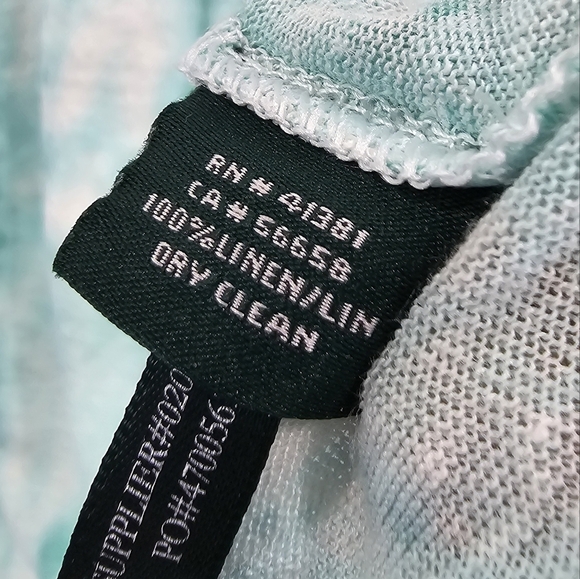 RN # 41381
CA # 56658
100%LINEN/LIN
DRY CLEAN
SUPPLIER#020
PO#470056